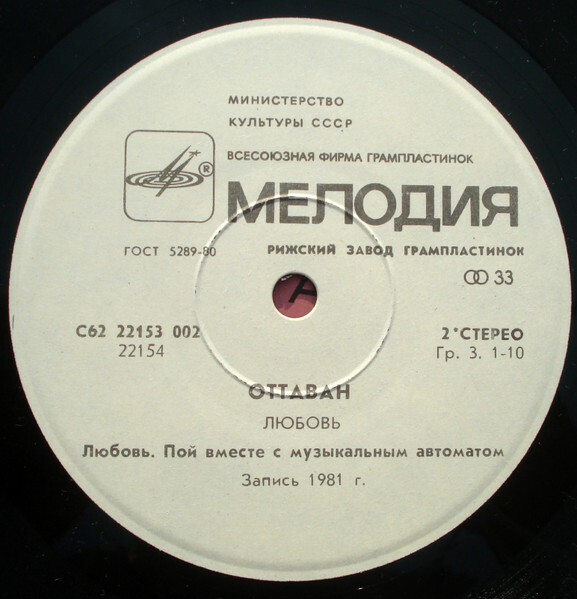 МИНИСТЕРСТВО
КУЛЬТУРЫ СССР
ВСЕСОЮЗНАЯ ФИРМА ГРАМПЛАСТИНОК
®
МЕЛОДИЯ
ГОСТ 5289-80
РИЖСКИЙ ЗАВОД ГРАМПЛАСТИНОК
33
С62 22153 002
22154
2*СТЕРЕО
Гр. 3. 1-10
ОТТАВАН
ЛЮБОВЬ
Любовь. Пой вместе с музыкальным автоматом
Запись 1981 г.